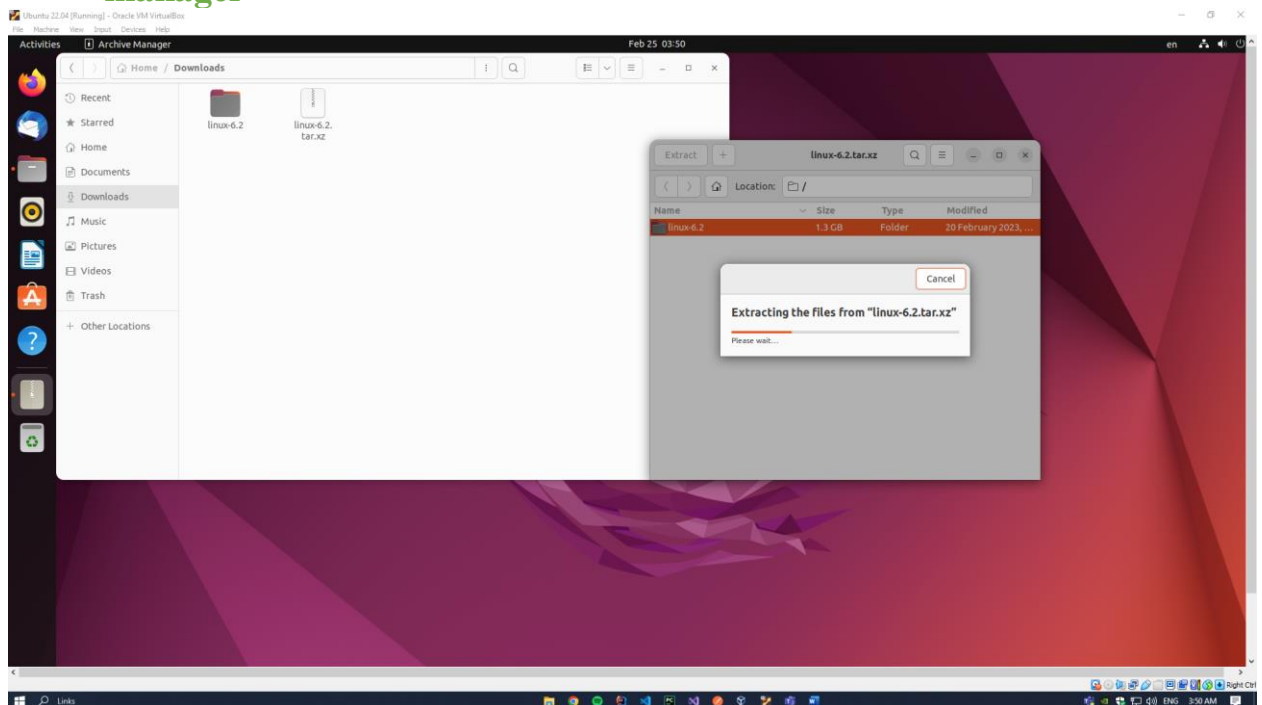 manager
Ubuntu 22.04 [Running] - Oracle VM VirtualBox
File Machine View Input Devices Help
Activities Archive Manager Feb 25 03:50 en
Home / Downloads
Recent
Starred
Home
Documents
Downloads
Music
Pictures
Videos
Trash
+ Other Locations
linux-6.2
linux-6.2.
tar.xz
Extract + linux-6.2.tar.xz
Location: /
Name Size Type Modified
linux-6.2 1.3 GB Folder 20 February 2023, ...
Cancel
Extracting the files from “linux-6.2.tar.xz”
Please wait...
Right Ctrl
Links ENG 3:50 AM